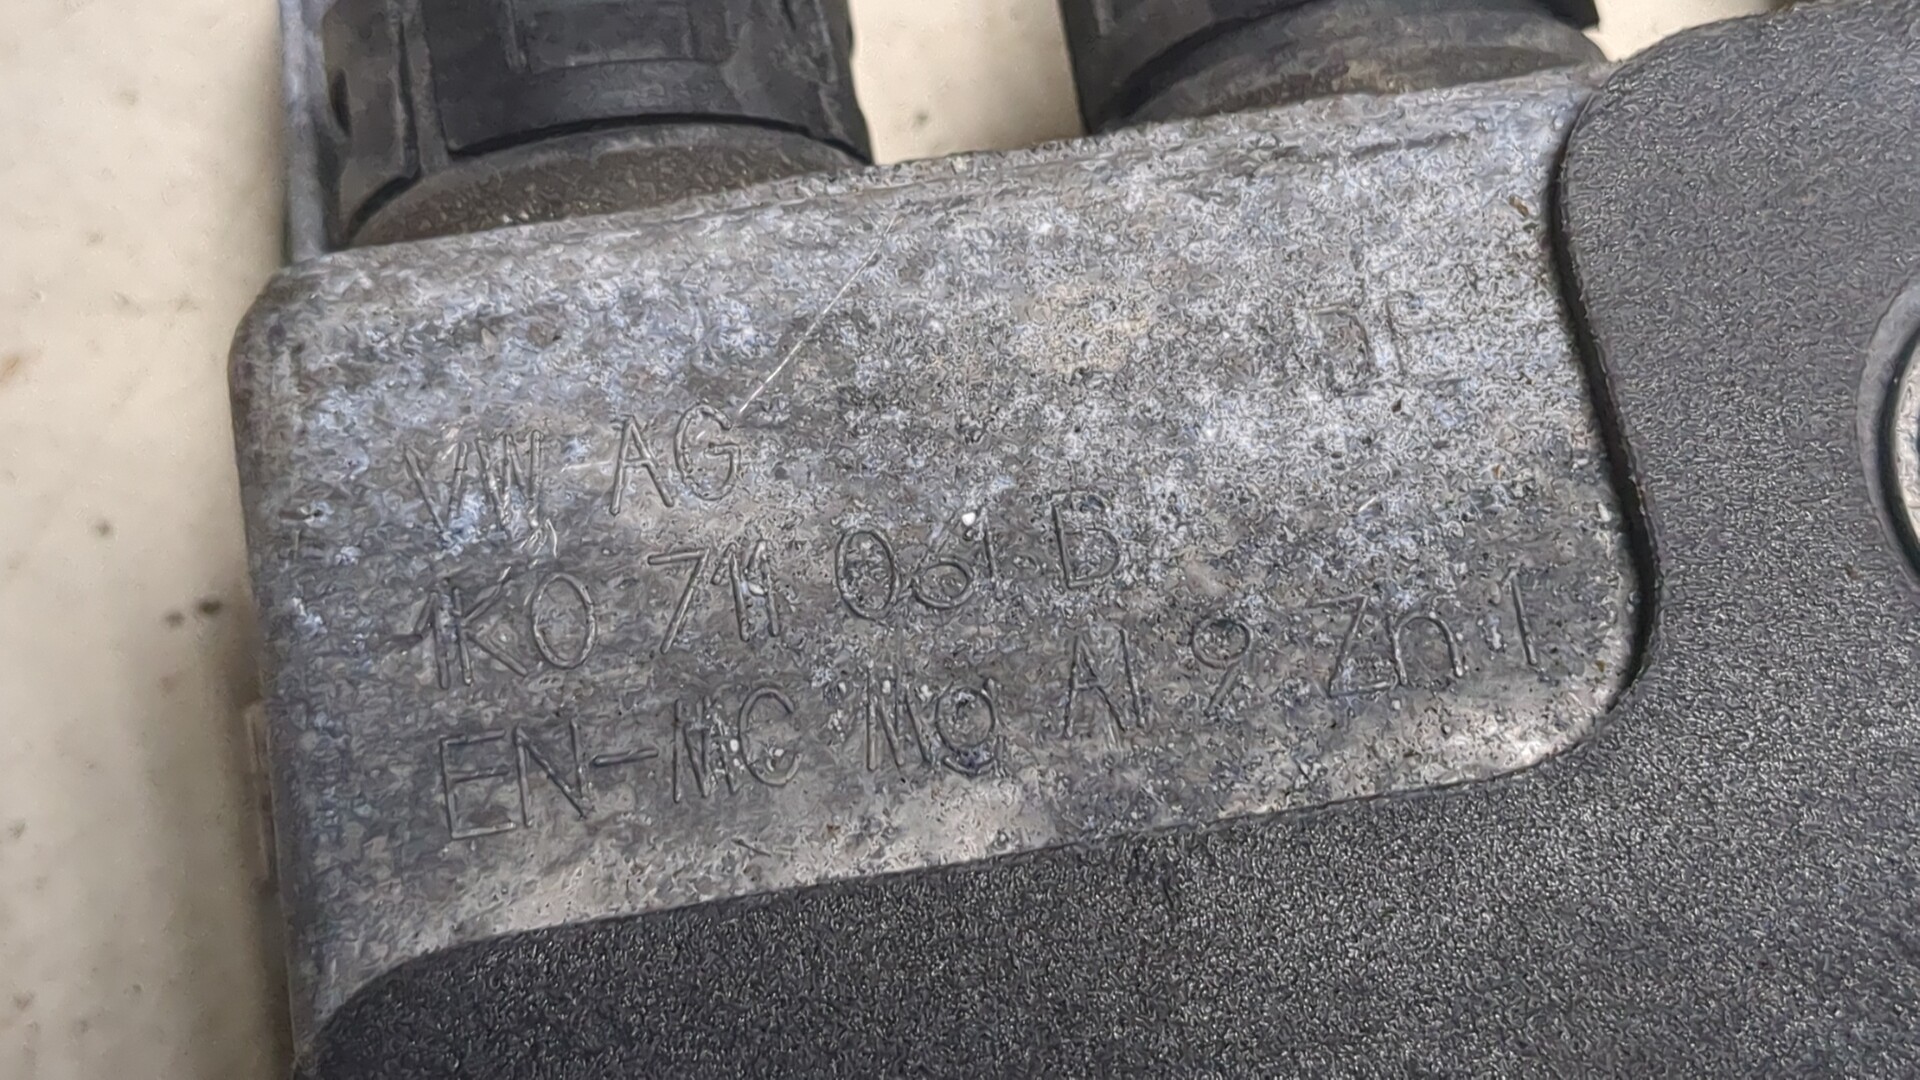 VW AG
1K0 711 061 B
EN-MC Mg Al 9 Zn 1